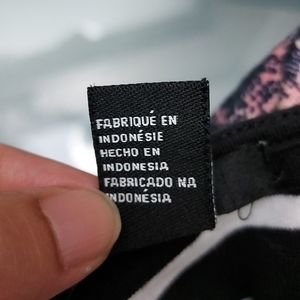 FABRIQUÉ EN
INDONÉSIE
HECHO EN
INDONESIA
FABRICADO NA
INDONÉSIA